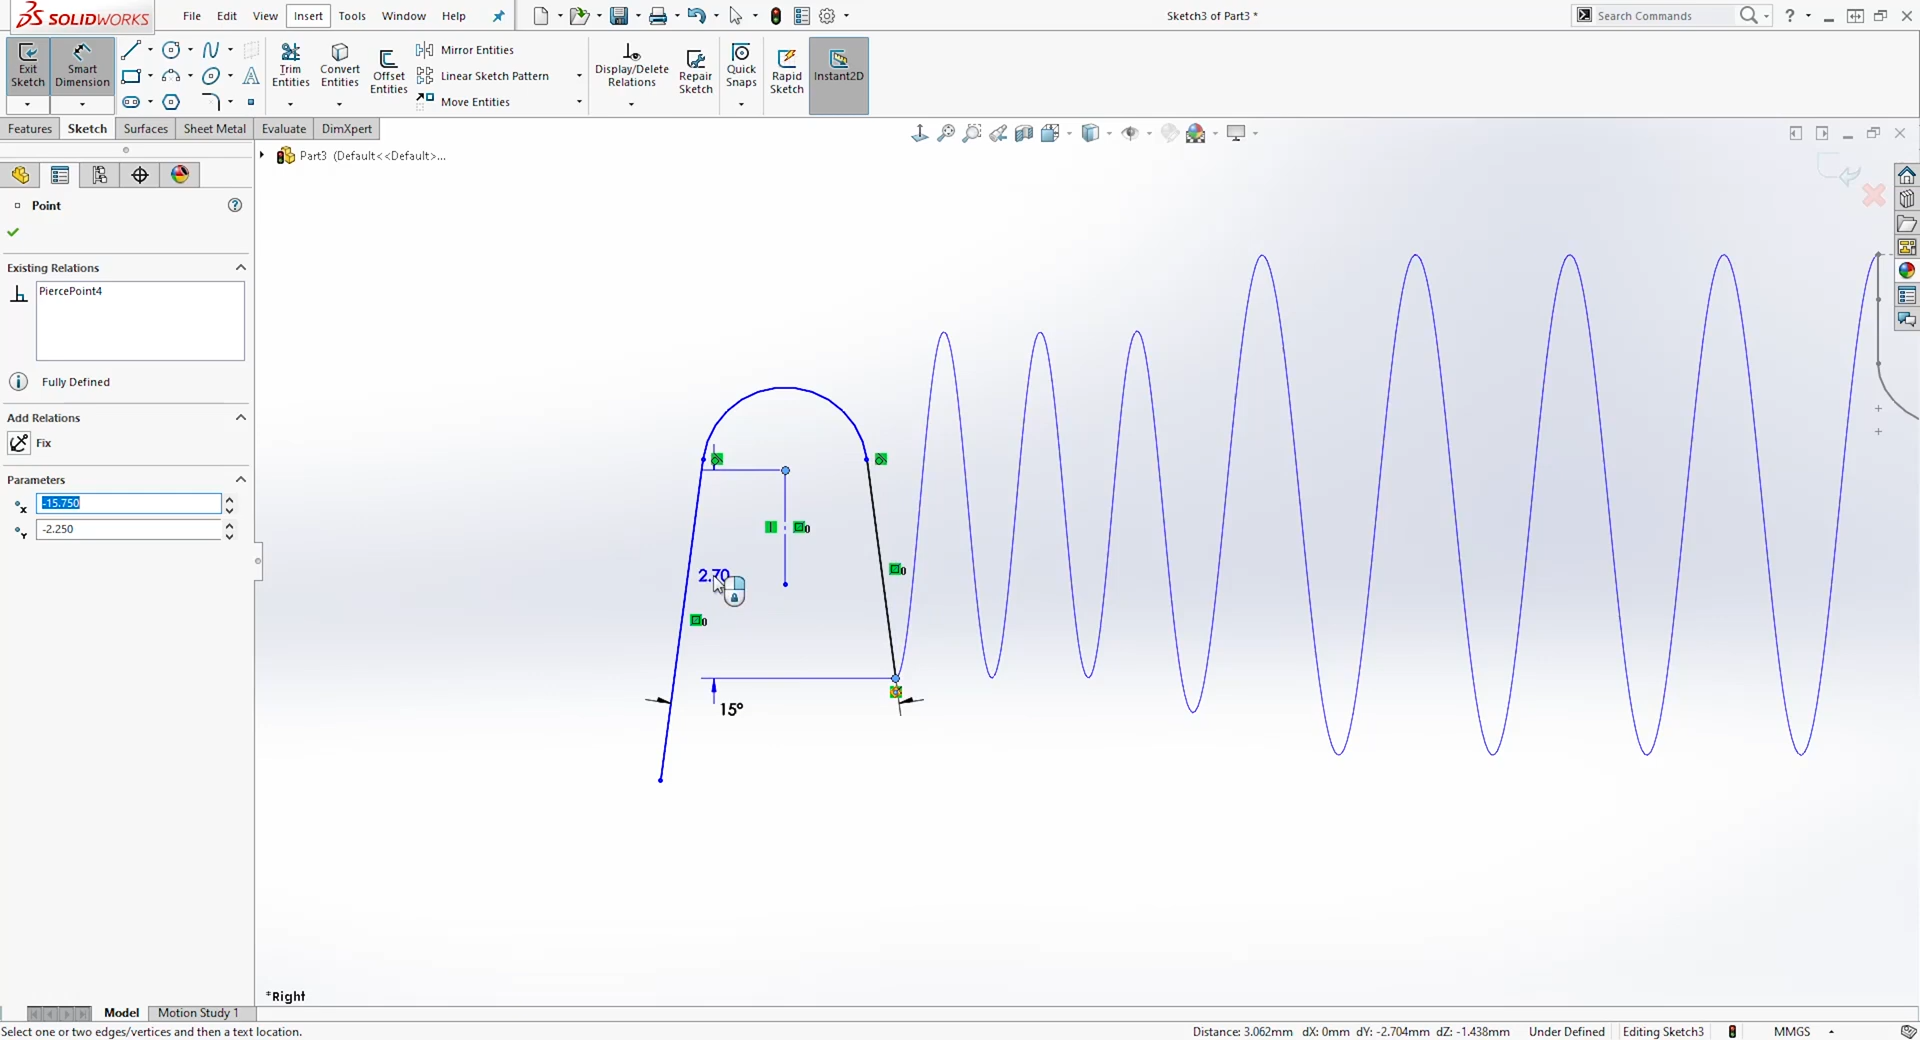 SOLIDWORKS
File Edit View Insert Tools Window Help
Sketch3 of Part3 *
Search Commands
Exit Sketch
Smart Dimension
Trim Entities
Convert Entities
Offset Entities
Mirror Entities
Linear Sketch Pattern
Move Entities
Display/Delete Relations
Repair Sketch
Quick Snaps
Rapid Sketch
Instant2D
Features Sketch Surfaces Sheet Metal Evaluate DimXpert
Part3 (Default<<Default>...
Point
Existing Relations
PiercePoint4
Fully Defined
Add Relations
Fix
Parameters
-15.750
-2.250
2.70
15°
*Right
Model Motion Study 1
Select one or two edges/vertices and then a text location.
Distance: 3.062mm dX: 0mm dY: -2.704mm dZ: -1.438mm Under Defined Editing Sketch3 MMGS